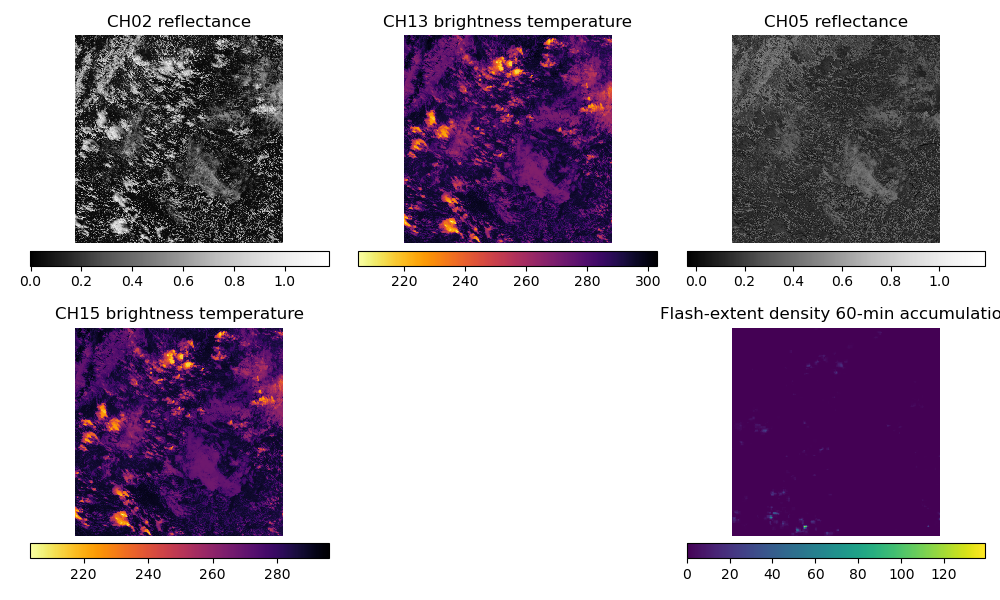 CH02 reflectance
CH13 brightness temperature
CH05 reflectance
0.0 0.2 0.4 0.6 0.8 1.0
220 240 260 280 300
0.0 0.2 0.4 0.6 0.8 1.0
CH15 brightness temperature
Flash-extent density 60-min accumulatio
220 240 260 280
0 20 40 60 80 100 120